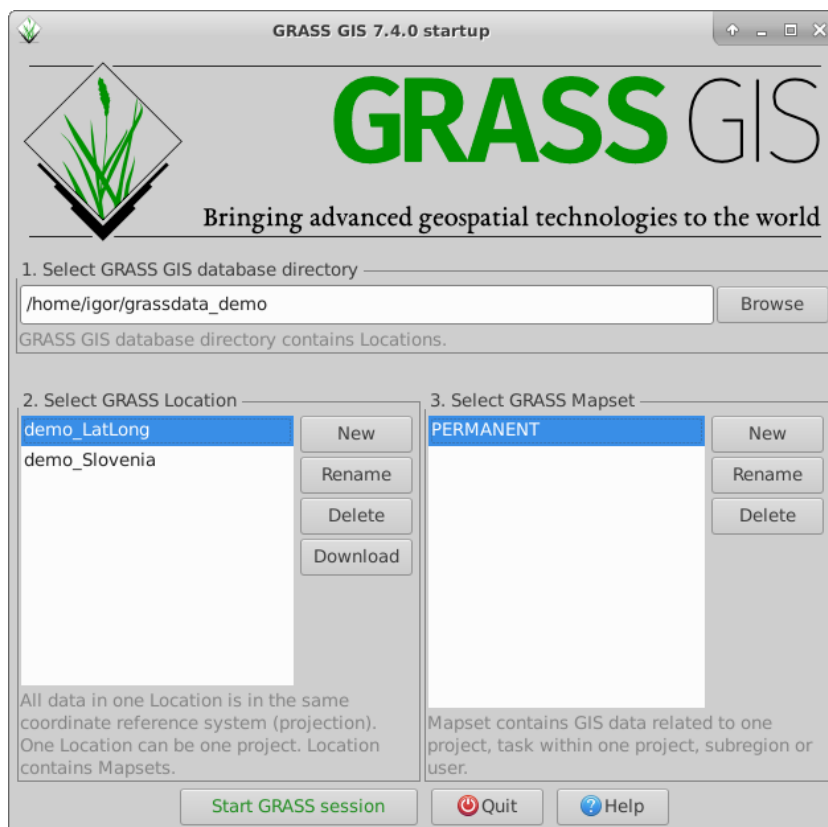 GRASS GIS 7.4.0 startup
GRASS GIS
Bringing advanced geospatial technologies to the world
1. Select GRASS GIS database directory
/home/igor/grassdata_demo
Browse
GRASS GIS database directory contains Locations.
2. Select GRASS Location
demo_LatLong
demo_Slovenia
New
Rename
Delete
Download
All data in one Location is in the same
coordinate reference system (projection).
One Location can be one project. Location
contains Mapsets.
3. Select GRASS Mapset
PERMANENT
New
Rename
Delete
Mapset contains GIS data related to one
project, task within one project, subregion or
user.
Start GRASS session
Quit
Help